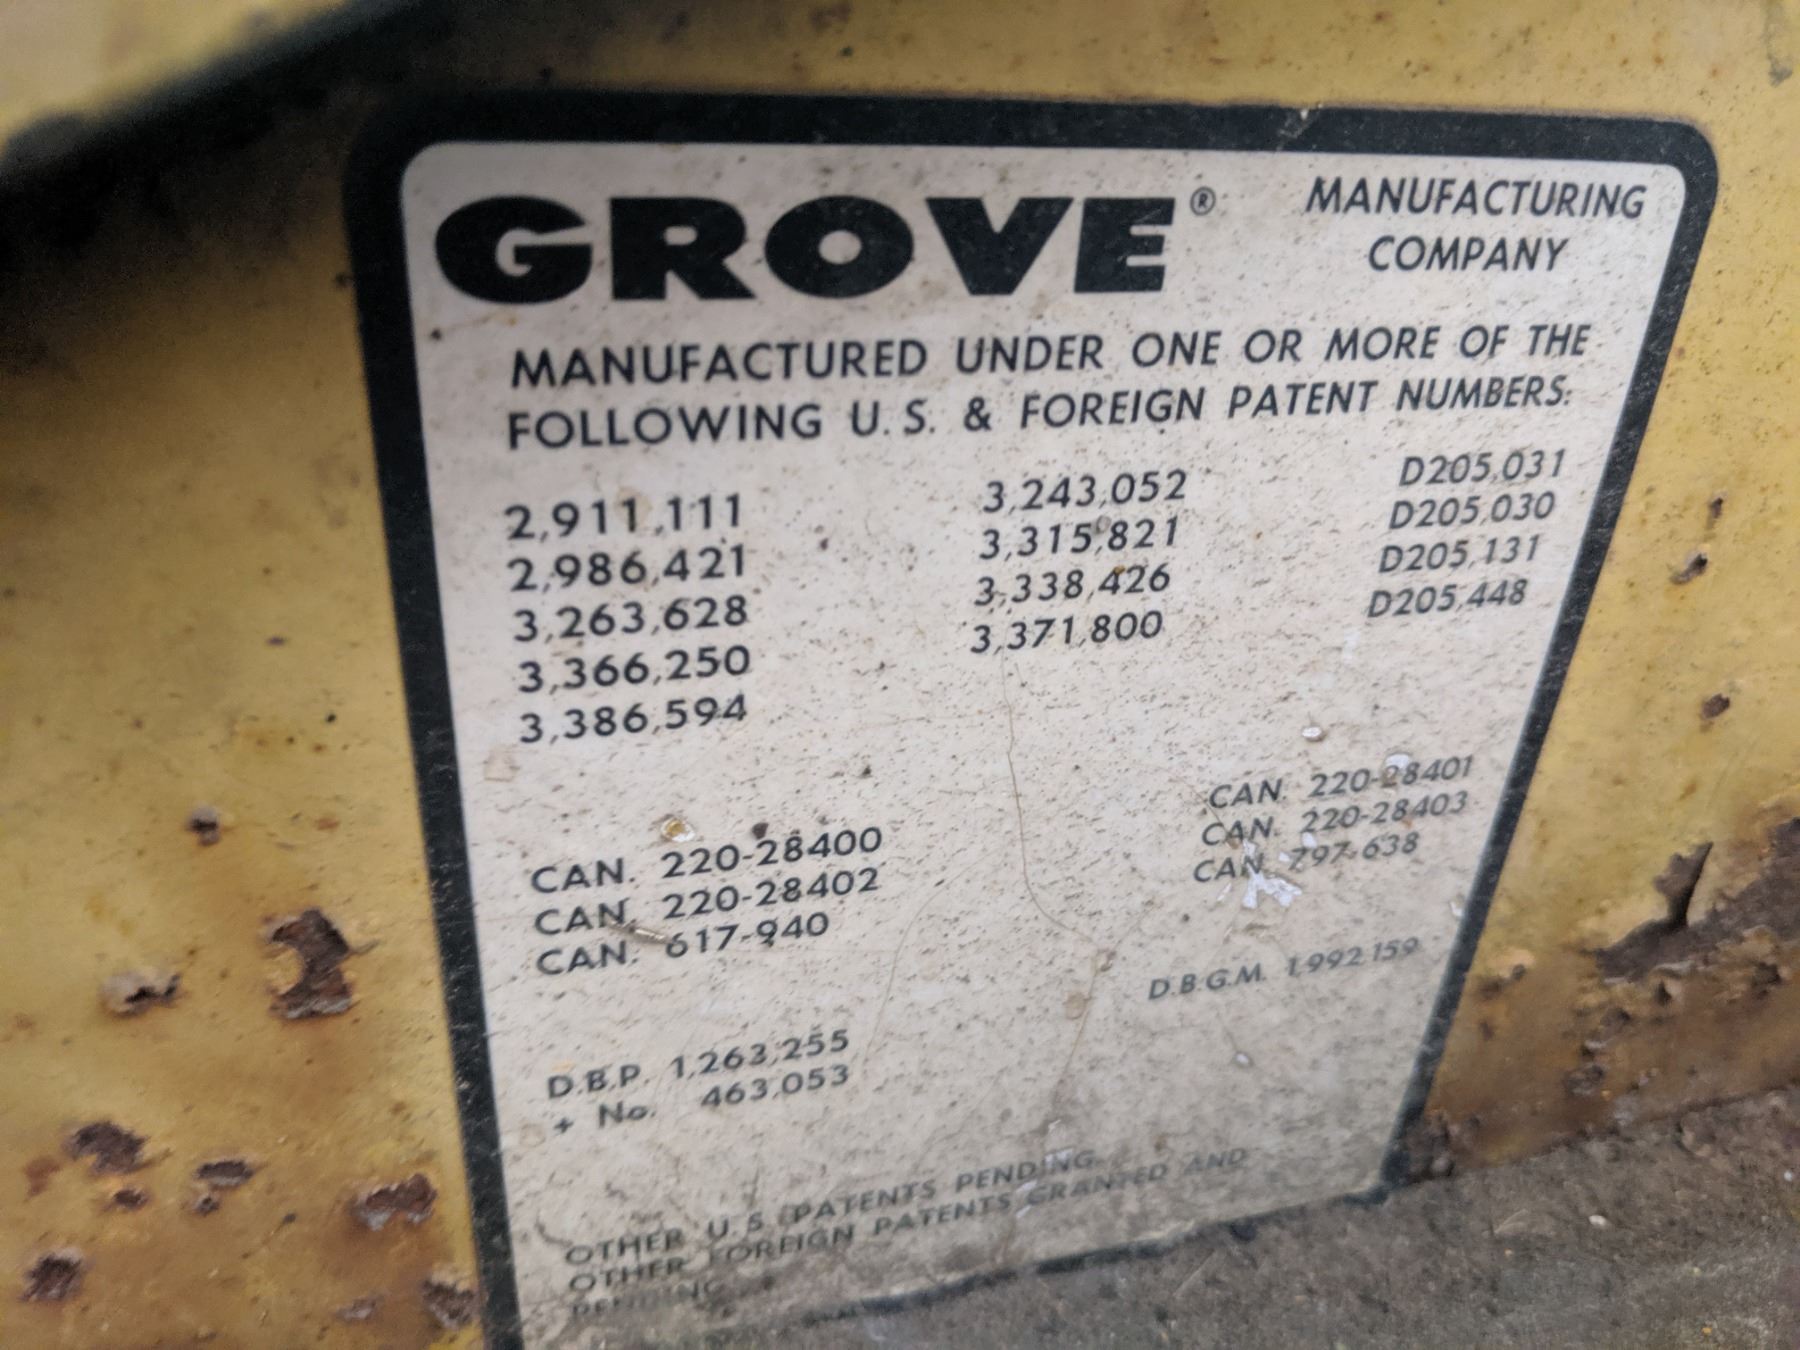 GROVE® MANUFACTURING
COMPANY
MANUFACTURED UNDER ONE OR MORE OF THE
FOLLOWING U.S. & FOREIGN PATENT NUMBERS:
2,911,111 3,243,052 D205,031
2,986,421 3,315,821 D205,030
3,263,628 3,338,426 D205,131
3,366,250 3,371,800 D205,448
3,386,594
CAN. 220-28400 CAN. 220-28401
CAN. 220-28402 CAN. 220-28403
CAN. 617-940 CAN. 797-638
D.B.P. 1,263,255 D.B.G.M. 1,992,159
+ No. 463,053
OTHER U.S. PATENTS PENDING.
OTHER FOREIGN PATENTS GRANTED AND
PENDING